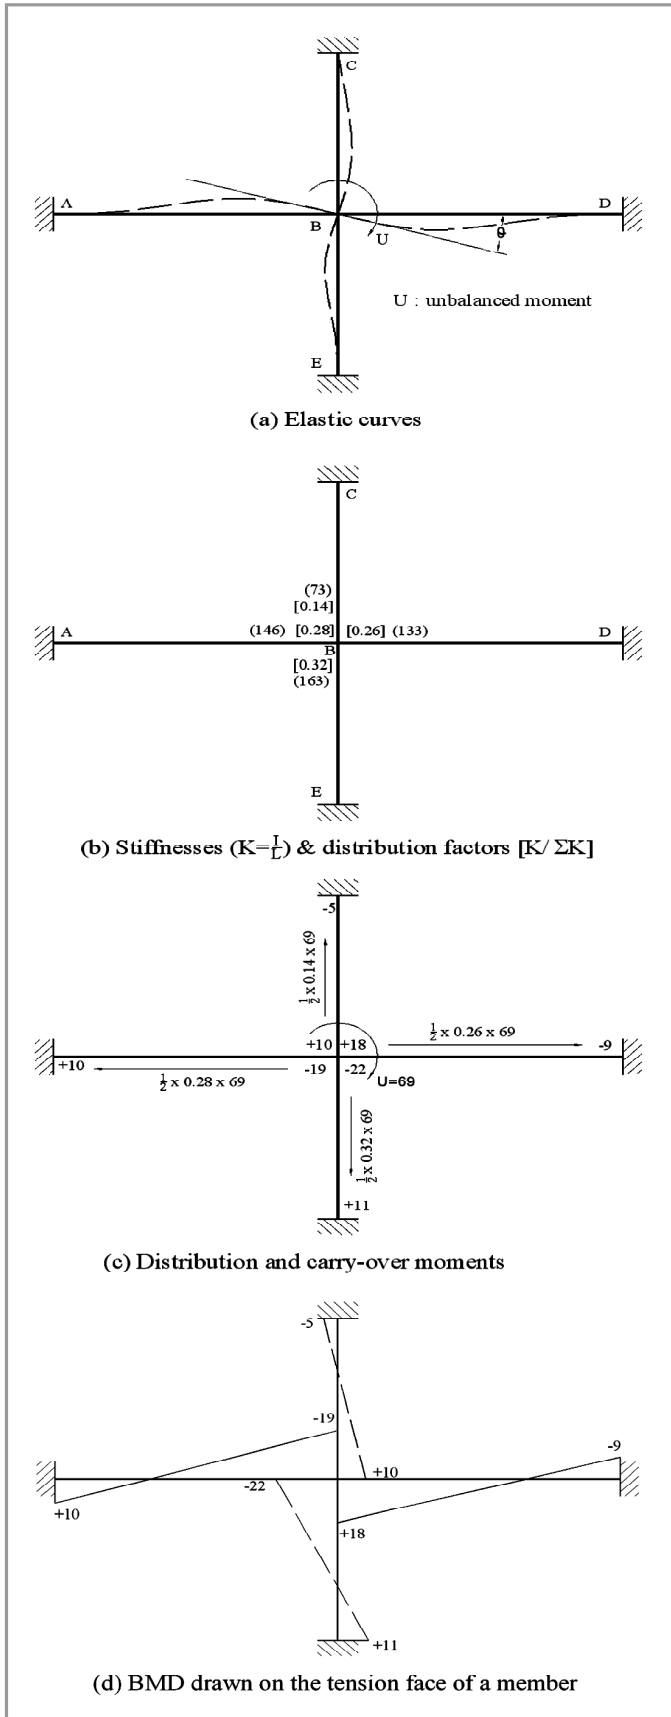 C
A
D
B
U
θ
U : unbalanced moment
E
(a) Elastic curves
C
(73)
[0.14]
A
(146) [0.28] [0.26] (133)
D
B
[0.32]
(163)
E
(b) Stiffnesses (K=I/L) & distribution factors [K/ ΣK]
-5
½ x 0.14 x 69
+10 +18
½ x 0.26 x 69
-9
+10
½ x 0.28 x 69
-19 -22
U=69
½ x 0.32 x 69
+11
(c) Distribution and carry-over moments
-5
-19
-9
+10
-22
+10
+18
+11
(d) BMD drawn on the tension face of a member